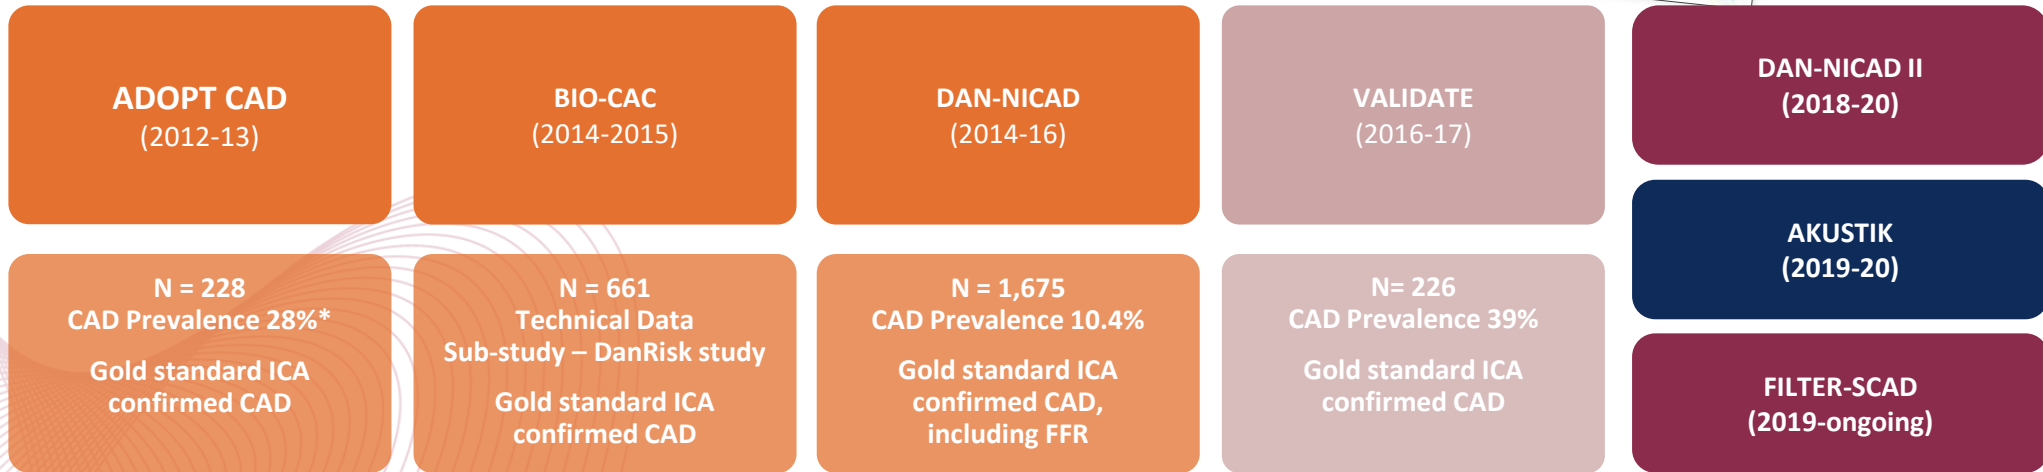 ADOPT CAD
(2012-13)
N = 228
CAD Prevalence 28%*
Gold standard ICA
confirmed CAD
BIO-CAC
(2014-2015)
N = 661
Technical Data
Sub-study – DanRisk study
Gold standard ICA
confirmed CAD
DAN-NICAD
(2014-16)
N = 1,675
CAD Prevalence 10.4%
Gold standard ICA
confirmed CAD,
including FFR
VALIDATE
(2016-17)
N= 226
CAD Prevalence 39%
Gold standard ICA
confirmed CAD
DAN-NICAD II
(2018-20)
AKUSTIK
(2019-20)
FILTER-SCAD
(2019-ongoing)